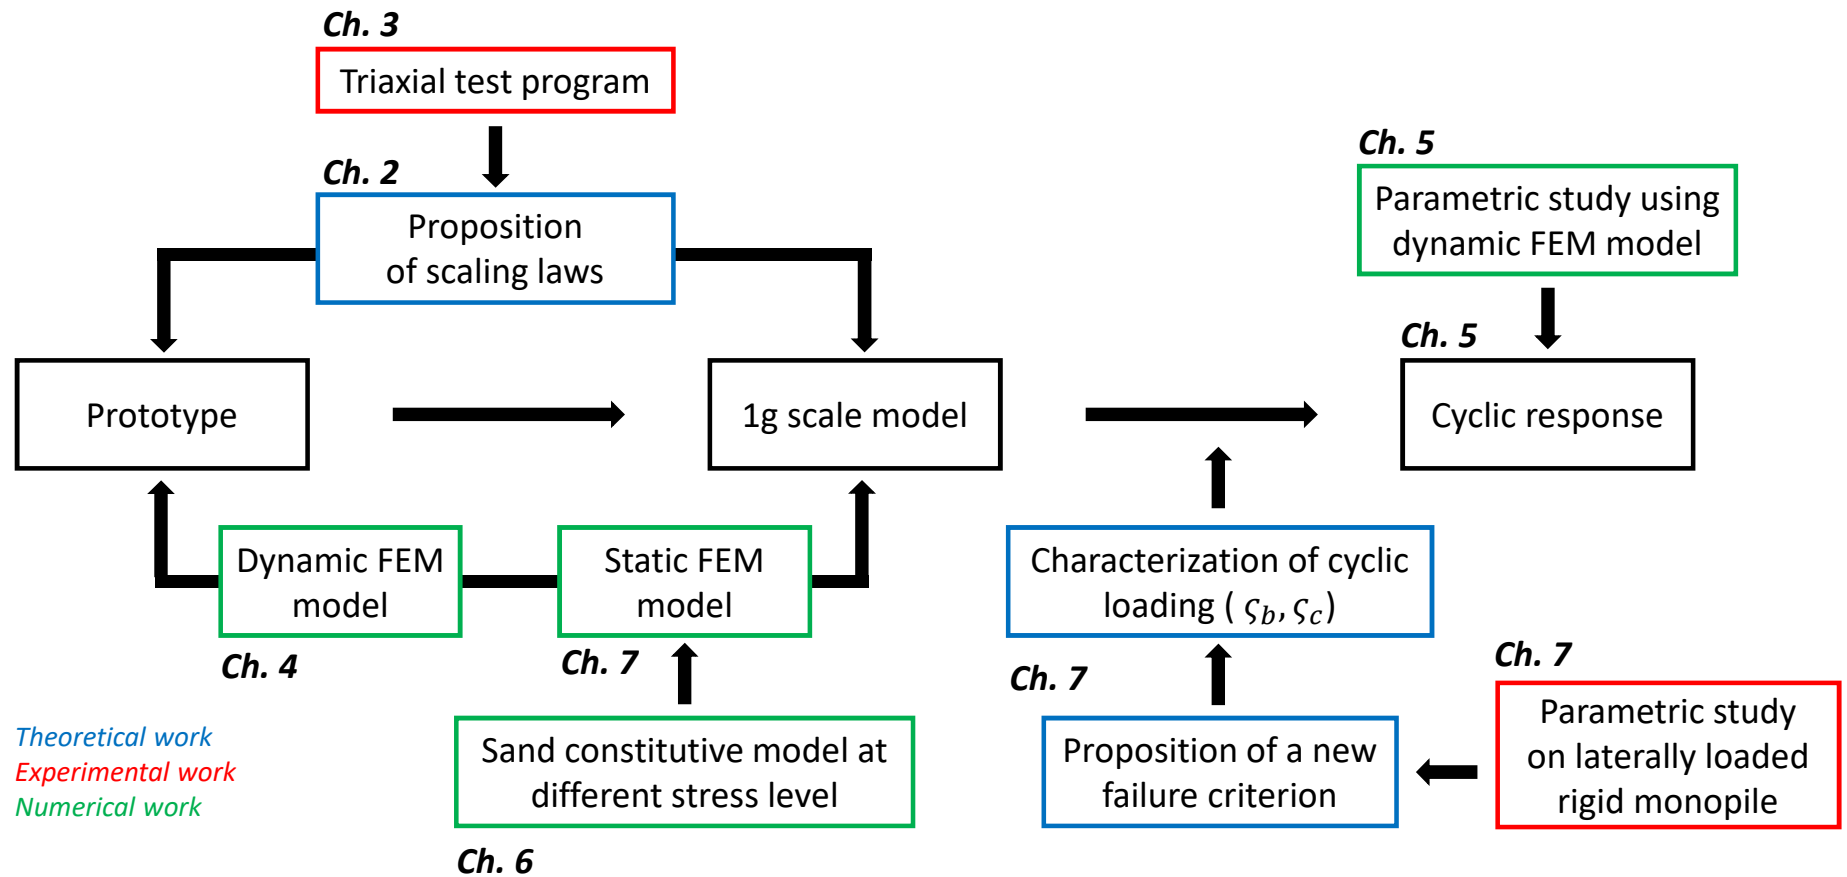 Ch. 3
Triaxial test program
Ch. 2
Proposition
of scaling laws
Ch. 5
Parametric study using
dynamic FEM model
Ch. 5
Prototype
1g scale model
Cyclic response
Dynamic FEM
model
Ch. 4
Static FEM
model
Ch. 7
Characterization of cyclic
loading ( ς_b, ς_c)
Ch. 7
Ch. 7
Sand constitutive model at
different stress level
Ch. 6
Proposition of a new
failure criterion
Parametric study
on laterally loaded
rigid monopile
Theoretical work
Experimental work
Numerical work